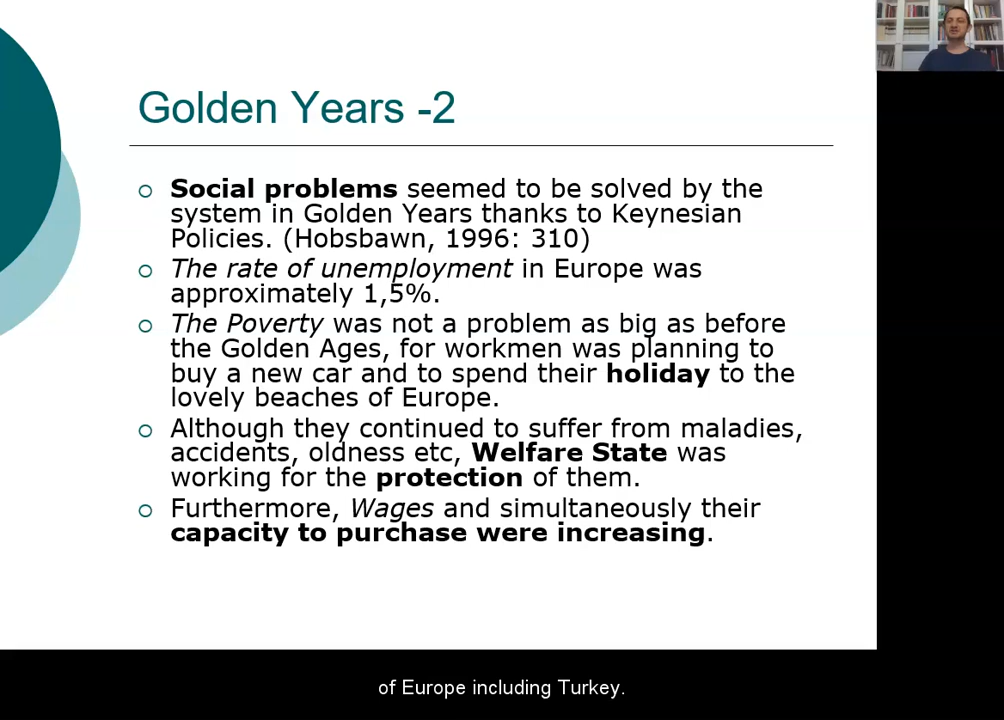 Golden Years -2
Social problems seemed to be solved by the
system in Golden Years thanks to Keynesian
Policies. (Hobsbawn, 1996: 310)
The rate of unemployment in Europe was
approximately 1,5%.
The Poverty was not a problem as big as before
the Golden Ages, for workmen was planning to
buy a new car and to spend their holiday to the
lovely beaches of Europe.
Although they continued to suffer from maladies,
accidents, oldness etc, Welfare State was
working for the protection of them.
Furthermore, Wages and simultaneously their
capacity to purchase were increasing.
of Europe including Turkey.